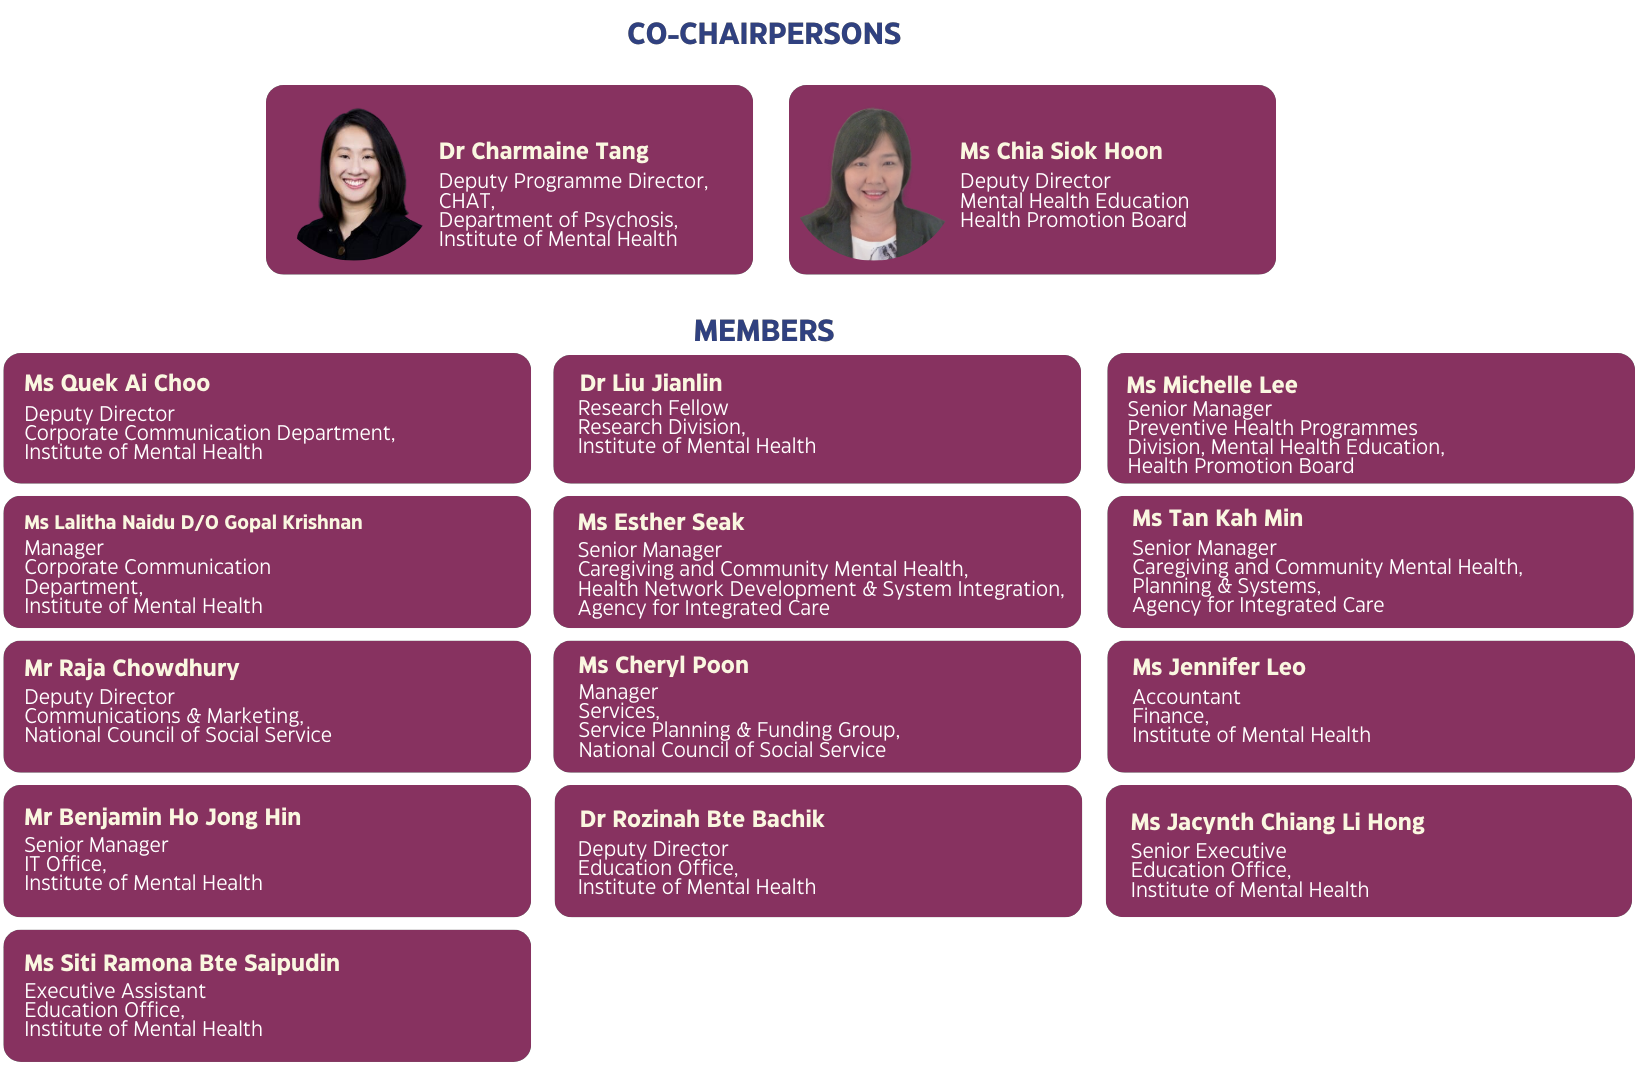 CO-CHAIRPERSONS
Dr Charmaine Tang
Deputy Programme Director,
CHAT,
Department of Psychosis,
Institute of Mental Health
Ms Chia Siok Hoon
Deputy Director
Mental Health Education
Health Promotion Board
MEMBERS
Ms Quek Ai Choo
Deputy Director
Corporate Communication Department,
Institute of Mental Health
Dr Liu Jianlin
Research Fellow
Research Division,
Institute of Mental Health
Ms Michelle Lee
Senior Manager
Preventive Health Programmes
Division, Mental Health Education,
Health Promotion Board
Ms Lalitha Naidu D/O Gopal Krishnan
Manager
Corporate Communication
Department,
Institute of Mental Health
Ms Esther Seak
Senior Manager
Caregiving and Community Mental Health,
Health Network Development & System Integration,
Agency for Integrated Care
Ms Tan Kah Min
Senior Manager
Caregiving and Community Mental Health,
Planning & Systems,
Agency for Integrated Care
Mr Raja Chowdhury
Deputy Director
Communications & Marketing,
National Council of Social Service
Ms Cheryl Poon
Manager
Services,
Service Planning & Funding Group,
National Council of Social Service
Ms Jennifer Leo
Accountant
Finance,
Institute of Mental Health
Mr Benjamin Ho Jong Hin
Senior Manager
IT Office,
Institute of Mental Health
Dr Rozinah Bte Bachik
Deputy Director
Education Office,
Institute of Mental Health
Ms Jacynth Chiang Li Hong
Senior Executive
Education Office,
Institute of Mental Health
Ms Siti Ramona Bte Saipudin
Executive Assistant
Education Office,
Institute of Mental Health